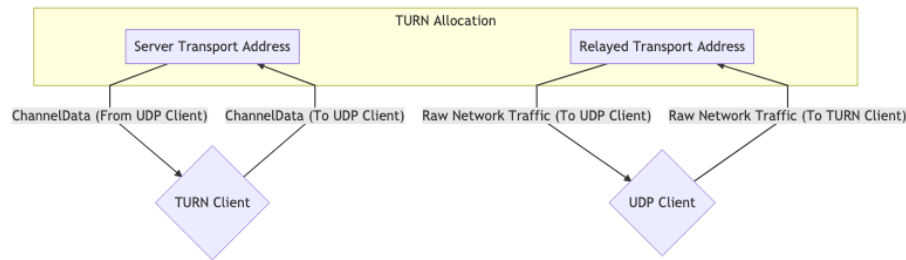 TURN Allocation
Server Transport Address
Relayed Transport Address
ChannelData (From UDP Client)
ChannelData (To UDP Client)
Raw Network Traffic (To UDP Client)
Raw Network Traffic (To TURN Client)
TURN Client
UDP Client